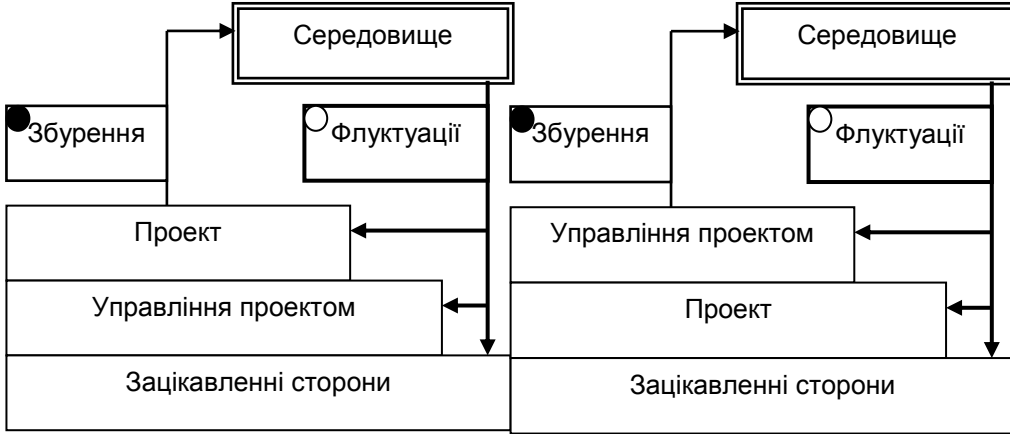 Середовище
Збурення
Флуктуації
Проект
Управління проектом
Зацікавленні сторони
Середовище
Збурення
Флуктуації
Управління проектом
Проект
Зацікавленні сторони